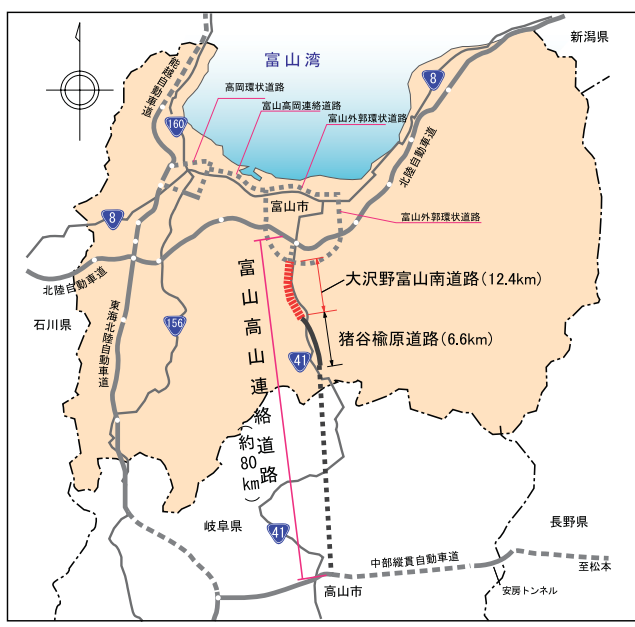 新潟県
富山湾
8
能越自動車道
高岡環状道路
富山高岡連絡道路
富山外郭環状道路
160
北陸自動車道
富山市
富山外郭環状道路
8
北陸自動車道
大沢野富山南道路(12.4km)
石川県
東海北陸自動車道
156
猪谷楡原道路(6.6km)
41
富山高山連絡道路
(約80km)
岐阜県
41
長野県
中部縦貫自動車道
至松本
高山市
安房トンネル